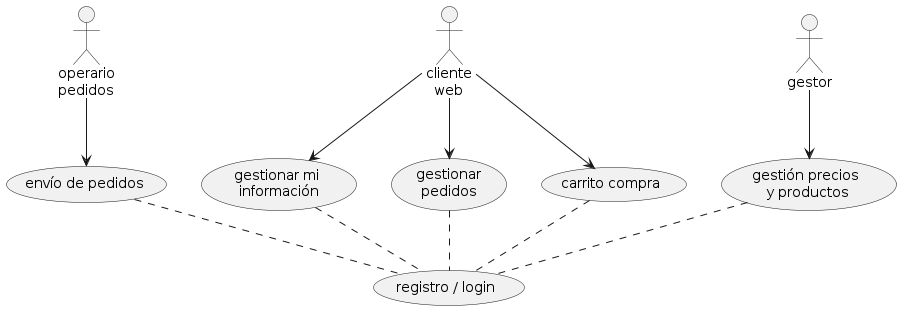 operario
pedidos
cliente
web
gestor
envío de pedidos
gestionar mi
información
gestionar
pedidos
carrito compra
gestión precios
y productos
registro / login